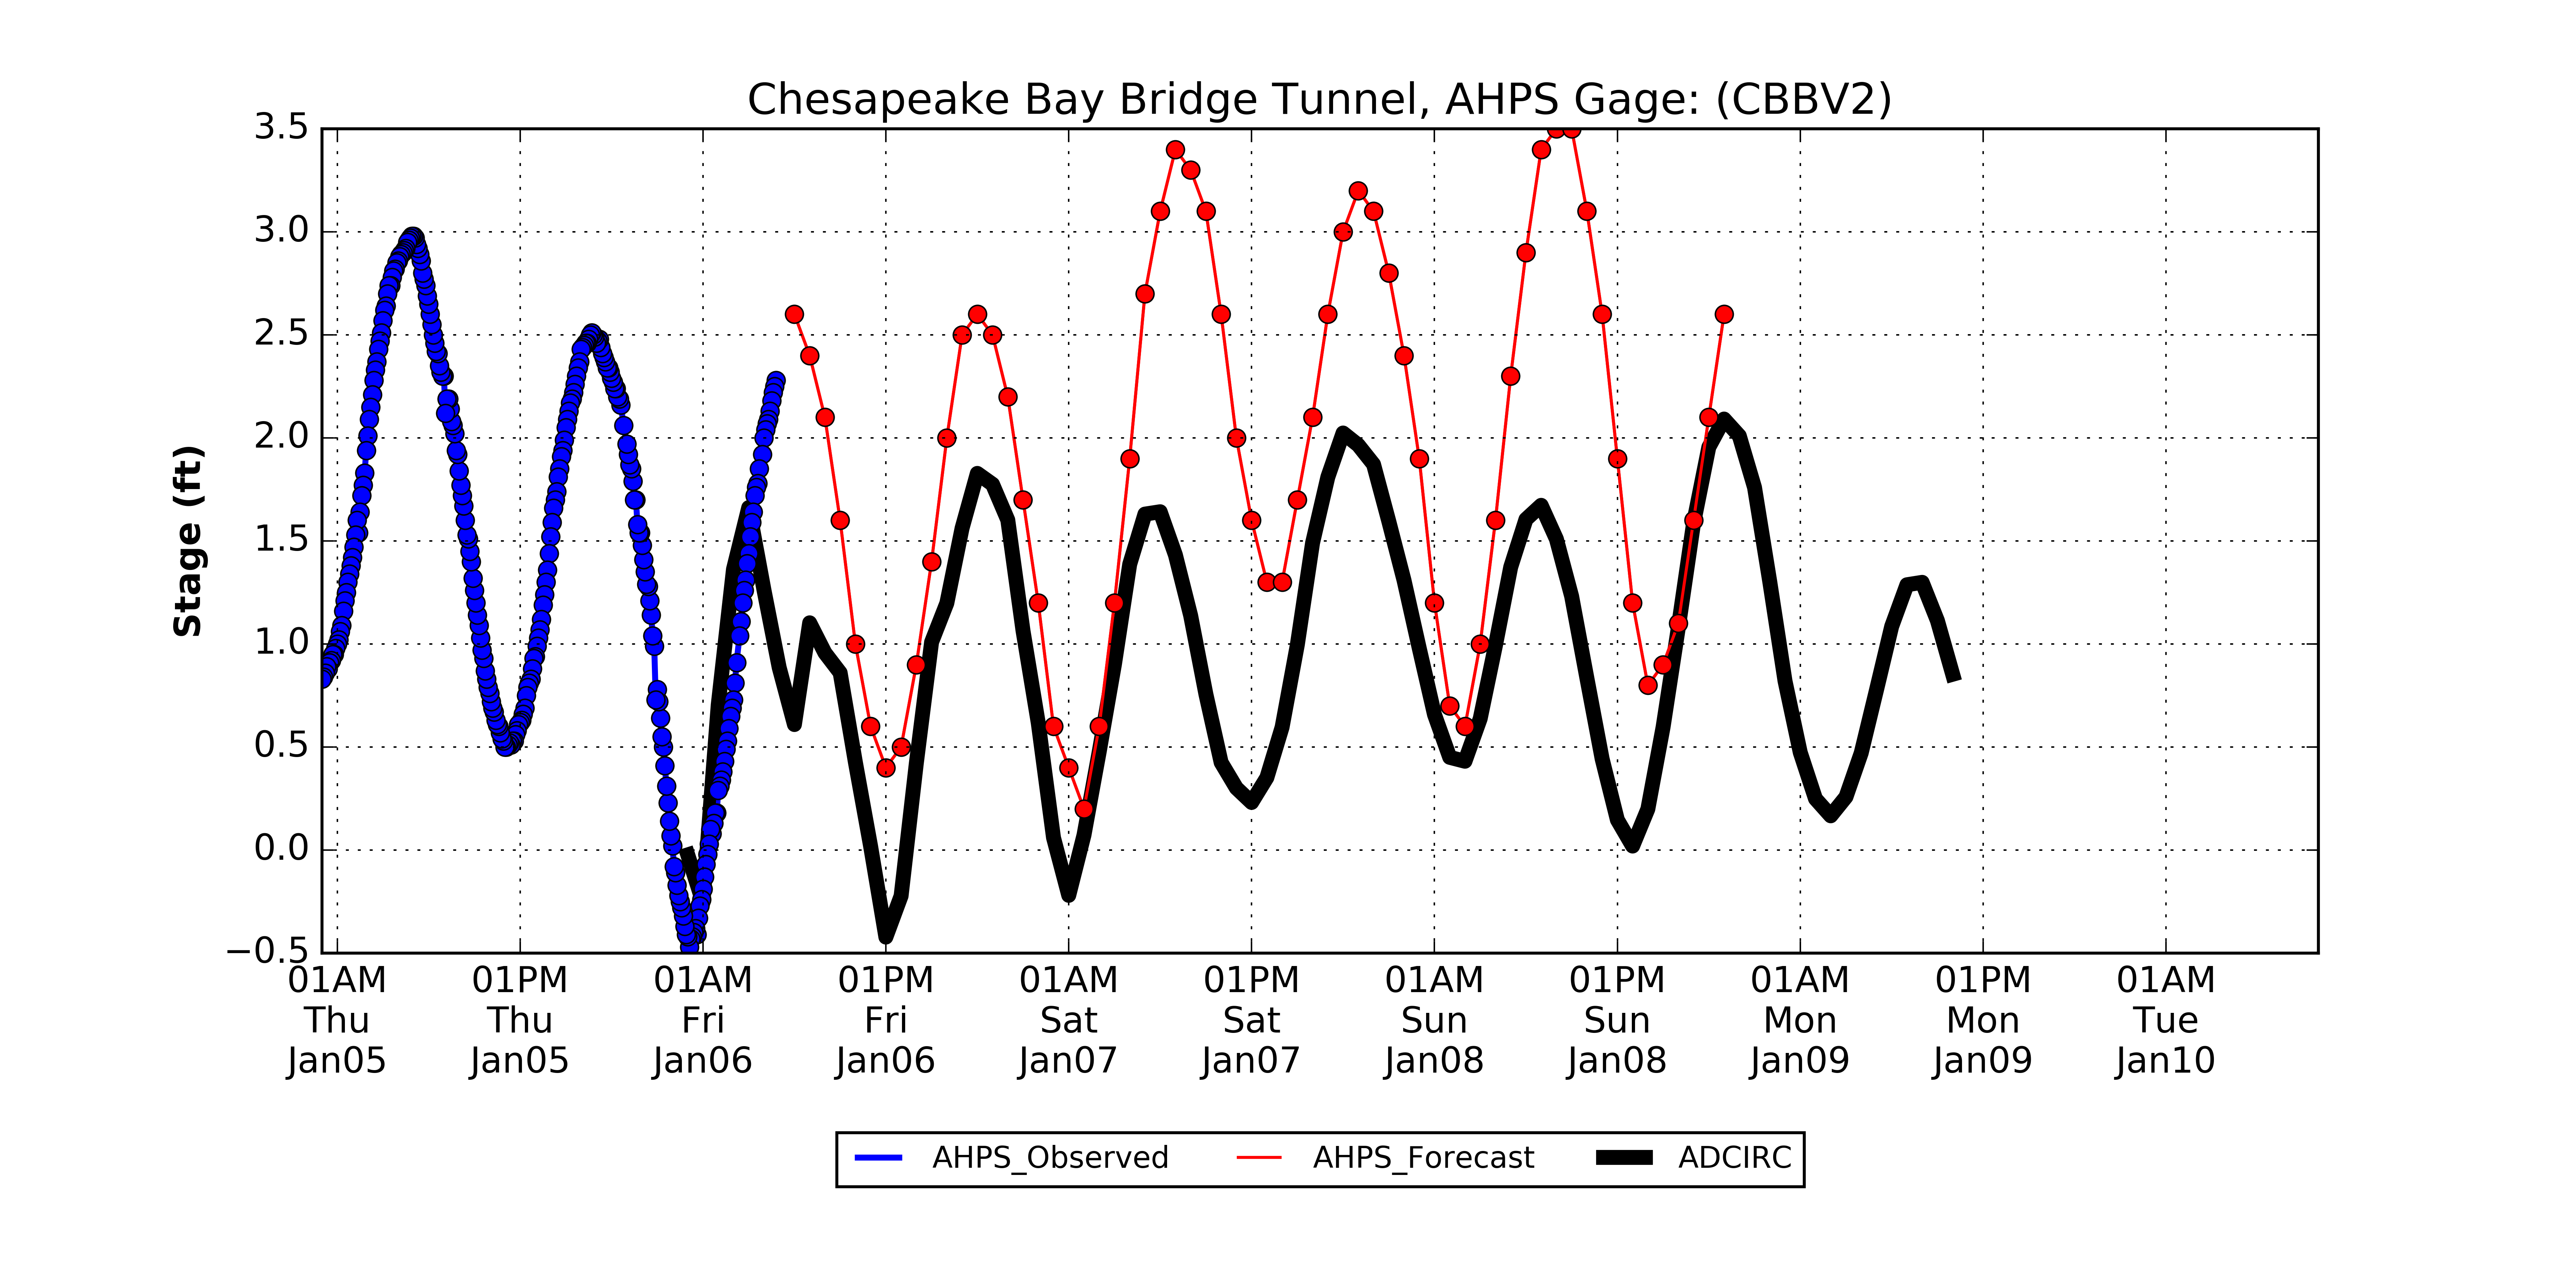 Chesapeake Bay Bridge Tunnel, AHPS Gage: (CBBV2)
3.5
3.0
2.5
2.0
1.5
1.0
0.5
0.0
−0.5
Stage (ft)
01AM 01PM 01AM 01PM 01AM 01PM 01AM 01PM 01AM 01PM 01AM
Thu Thu Fri Fri Sat Sat Sun Sun Mon Mon Tue
Jan05 Jan05 Jan06 Jan06 Jan07 Jan07 Jan08 Jan08 Jan09 Jan09 Jan10
AHPS_Observed AHPS_Forecast ADCIRC